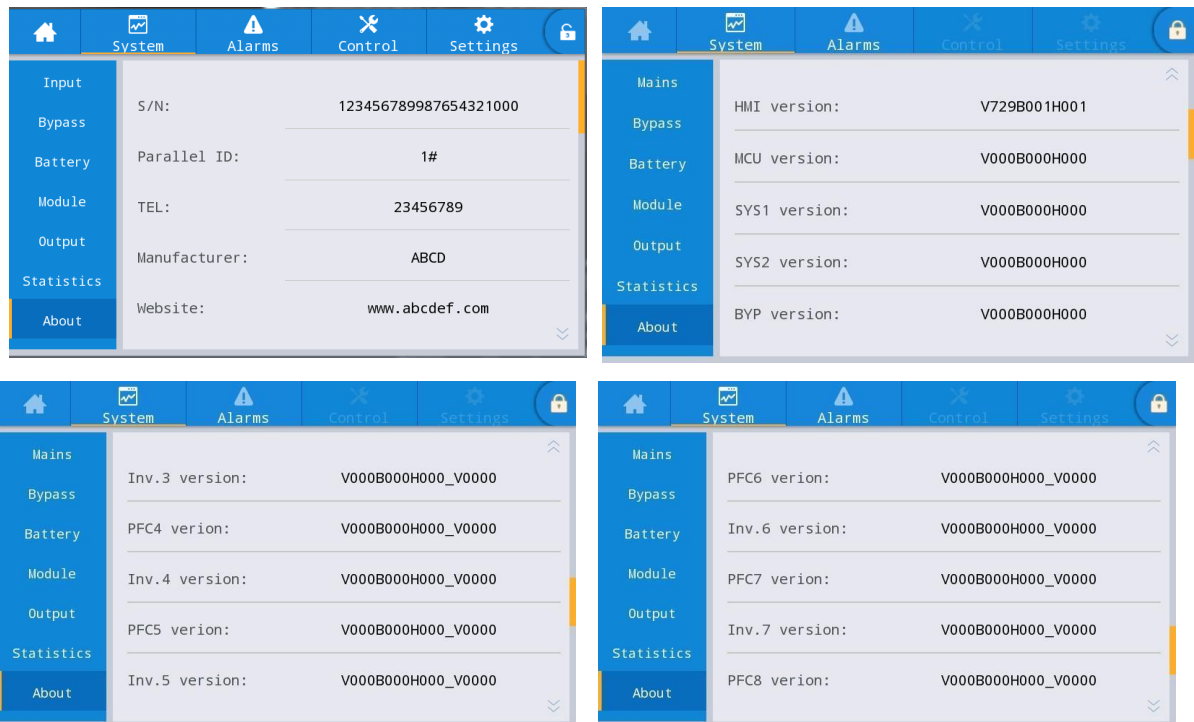 System Alarms Control Settings
Input
Bypass
Battery
Module
Output
Statistics
About
S/N: 123456789987654321000
Parallel ID: 1#
TEL: 23456789
Manufacturer: ABCD
Website: www.abcdef.com
System Alarms Control Settings
Mains
Bypass
Battery
Module
Output
Statistics
About
HMI version: V729B001H001
MCU version: V000B000H000
SYS1 version: V000B000H000
SYS2 version: V000B000H000
BYP version: V000B000H000
System Alarms Control Settings
Mains
Bypass
Battery
Module
Output
Statistics
About
Inv.3 version: V000B000H000_V0000
PFC4 verion: V000B000H000_V0000
Inv.4 version: V000B000H000_V0000
PFC5 verion: V000B000H000_V0000
Inv.5 version: V000B000H000_V0000
System Alarms Control Settings
Mains
Bypass
Battery
Module
Output
Statistics
About
PFC6 verion: V000B000H000_V0000
Inv.6 version: V000B000H000_V0000
PFC7 verion: V000B000H000_V0000
Inv.7 version: V000B000H000_V0000
PFC8 verion: V000B000H000_V0000